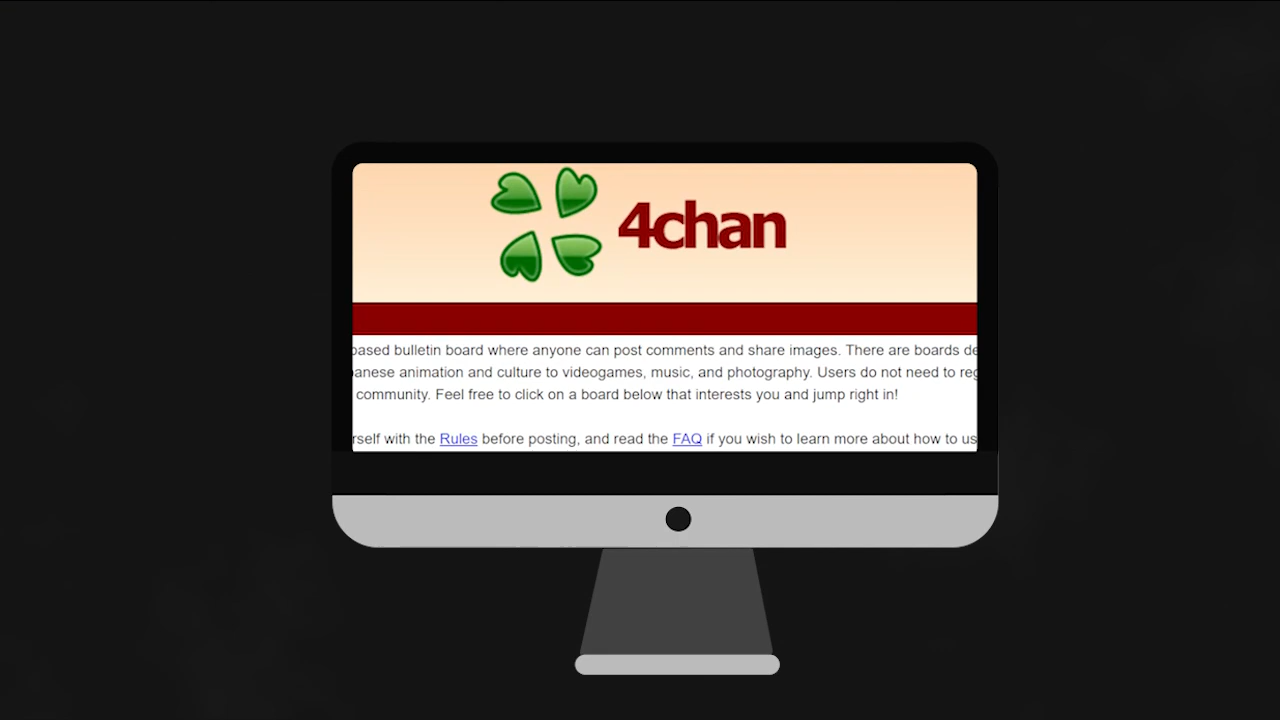 4chan
based bulletin board where anyone can post comments and share images. There are boards de
anese animation and culture to videogames, music, and photography. Users do not need to reg
community. Feel free to click on a board below that interests you and jump right in!
rself with the Rules before posting, and read the FAQ if you wish to learn more about how to us